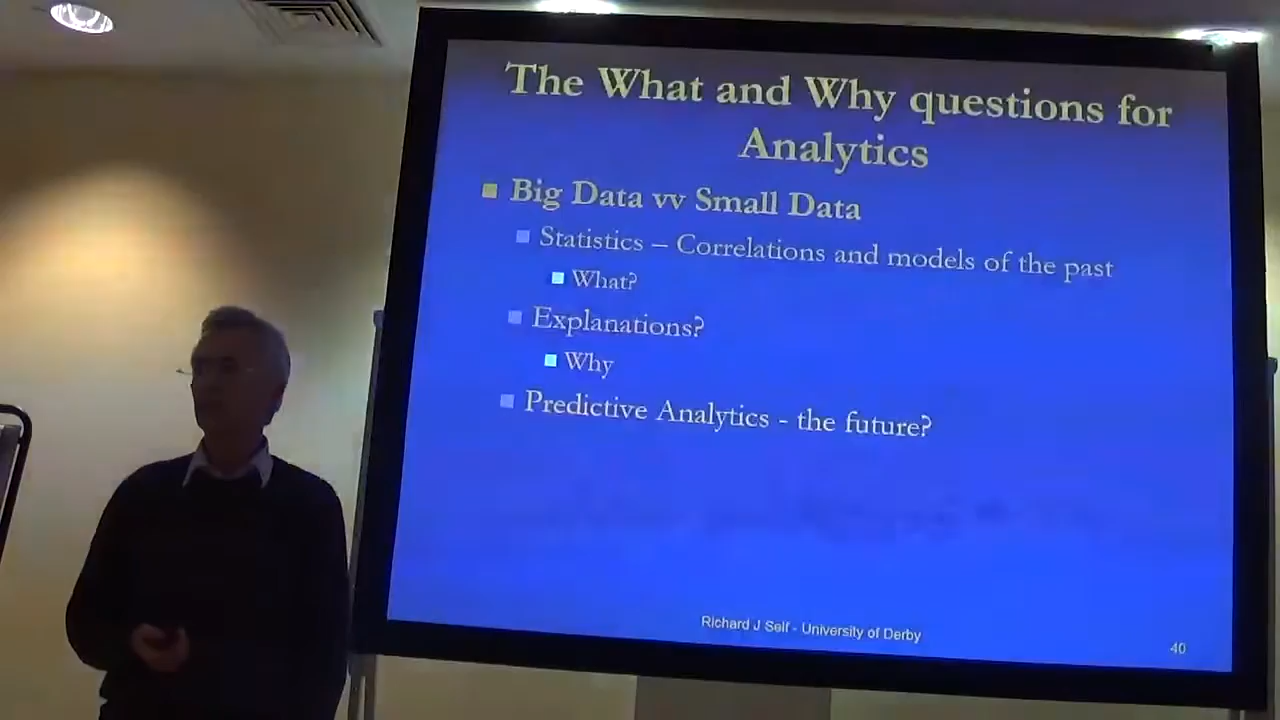 The What and Why questions for
Analytics
Big Data vv Small Data
Statistics – Correlations and models of the past
What?
Explanations?
Why
Predictive Analytics - the future?
Richard J Self - University of Derby
40